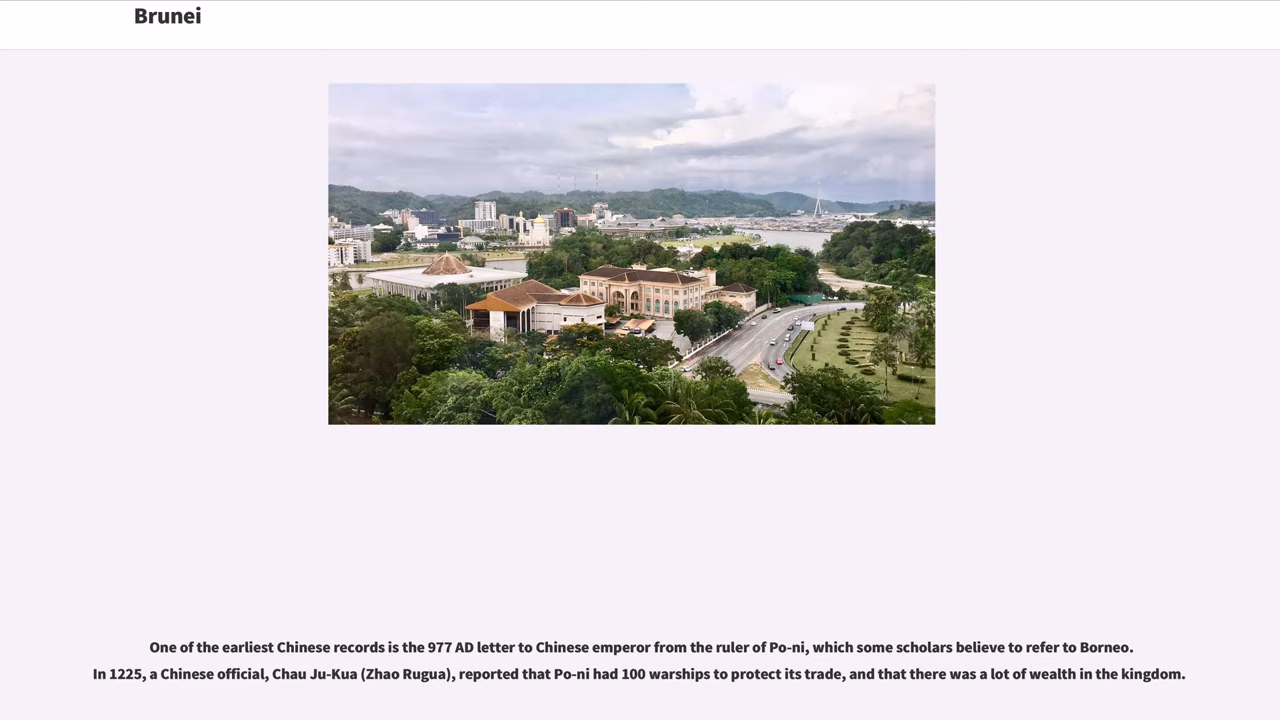 Brunei
One of the earliest Chinese records is the 977 AD letter to Chinese emperor from the ruler of Po-ni, which some scholars believe to refer to Borneo.
In 1225, a Chinese official, Chau Ju-Kua (Zhao Rugua), reported that Po-ni had 100 warships to protect its trade, and that there was a lot of wealth in the kingdom.